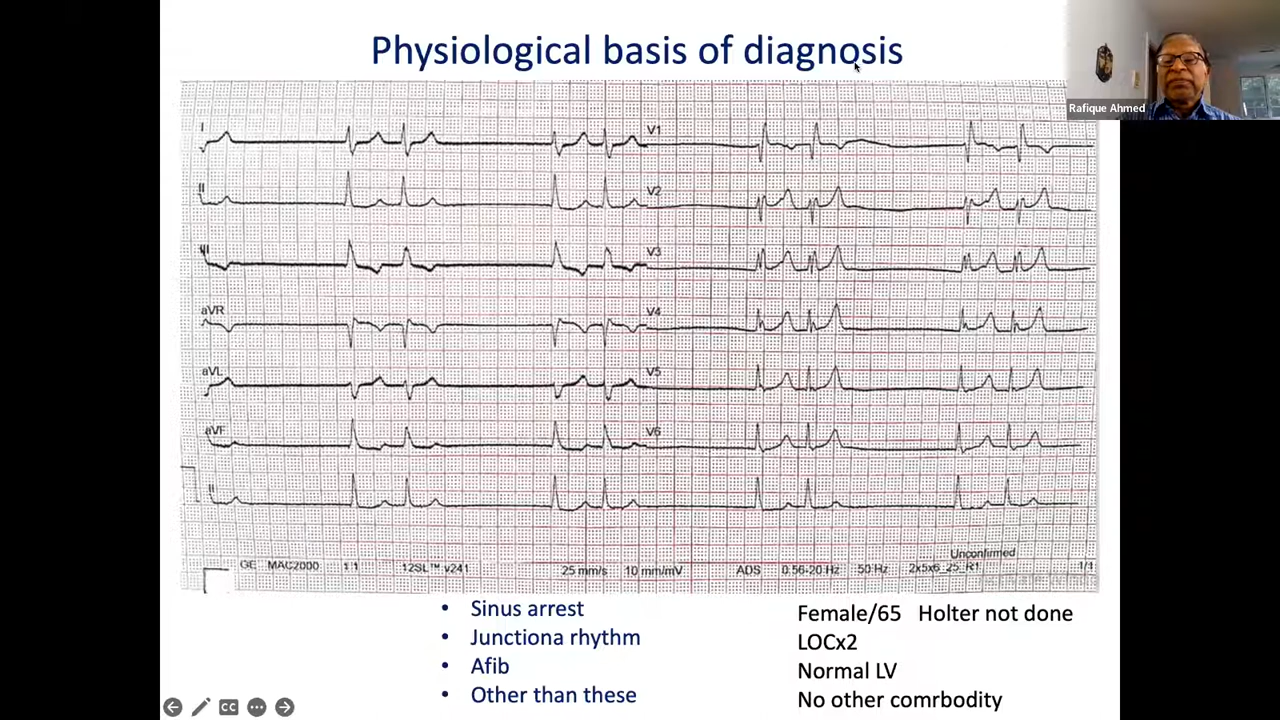 Physiological basis of diagnosis
Rafique Ahmed
I
V1
II
V2
III
V3
aVR
V4
aVL
V5
aVF
V6
II
Unconfirmed
GE MAC2000 1.1 12SL™ v241 25 mm/s 10 mm/mV ADS 0.56-20 Hz 50 Hz 2x5x6_25_R1 1/1
• Sinus arrest
• Junctiona rhythm
• Afib
• Other than these
Female/65 Holter not done
LOCx2
Normal LV
No other comrbodity
CC